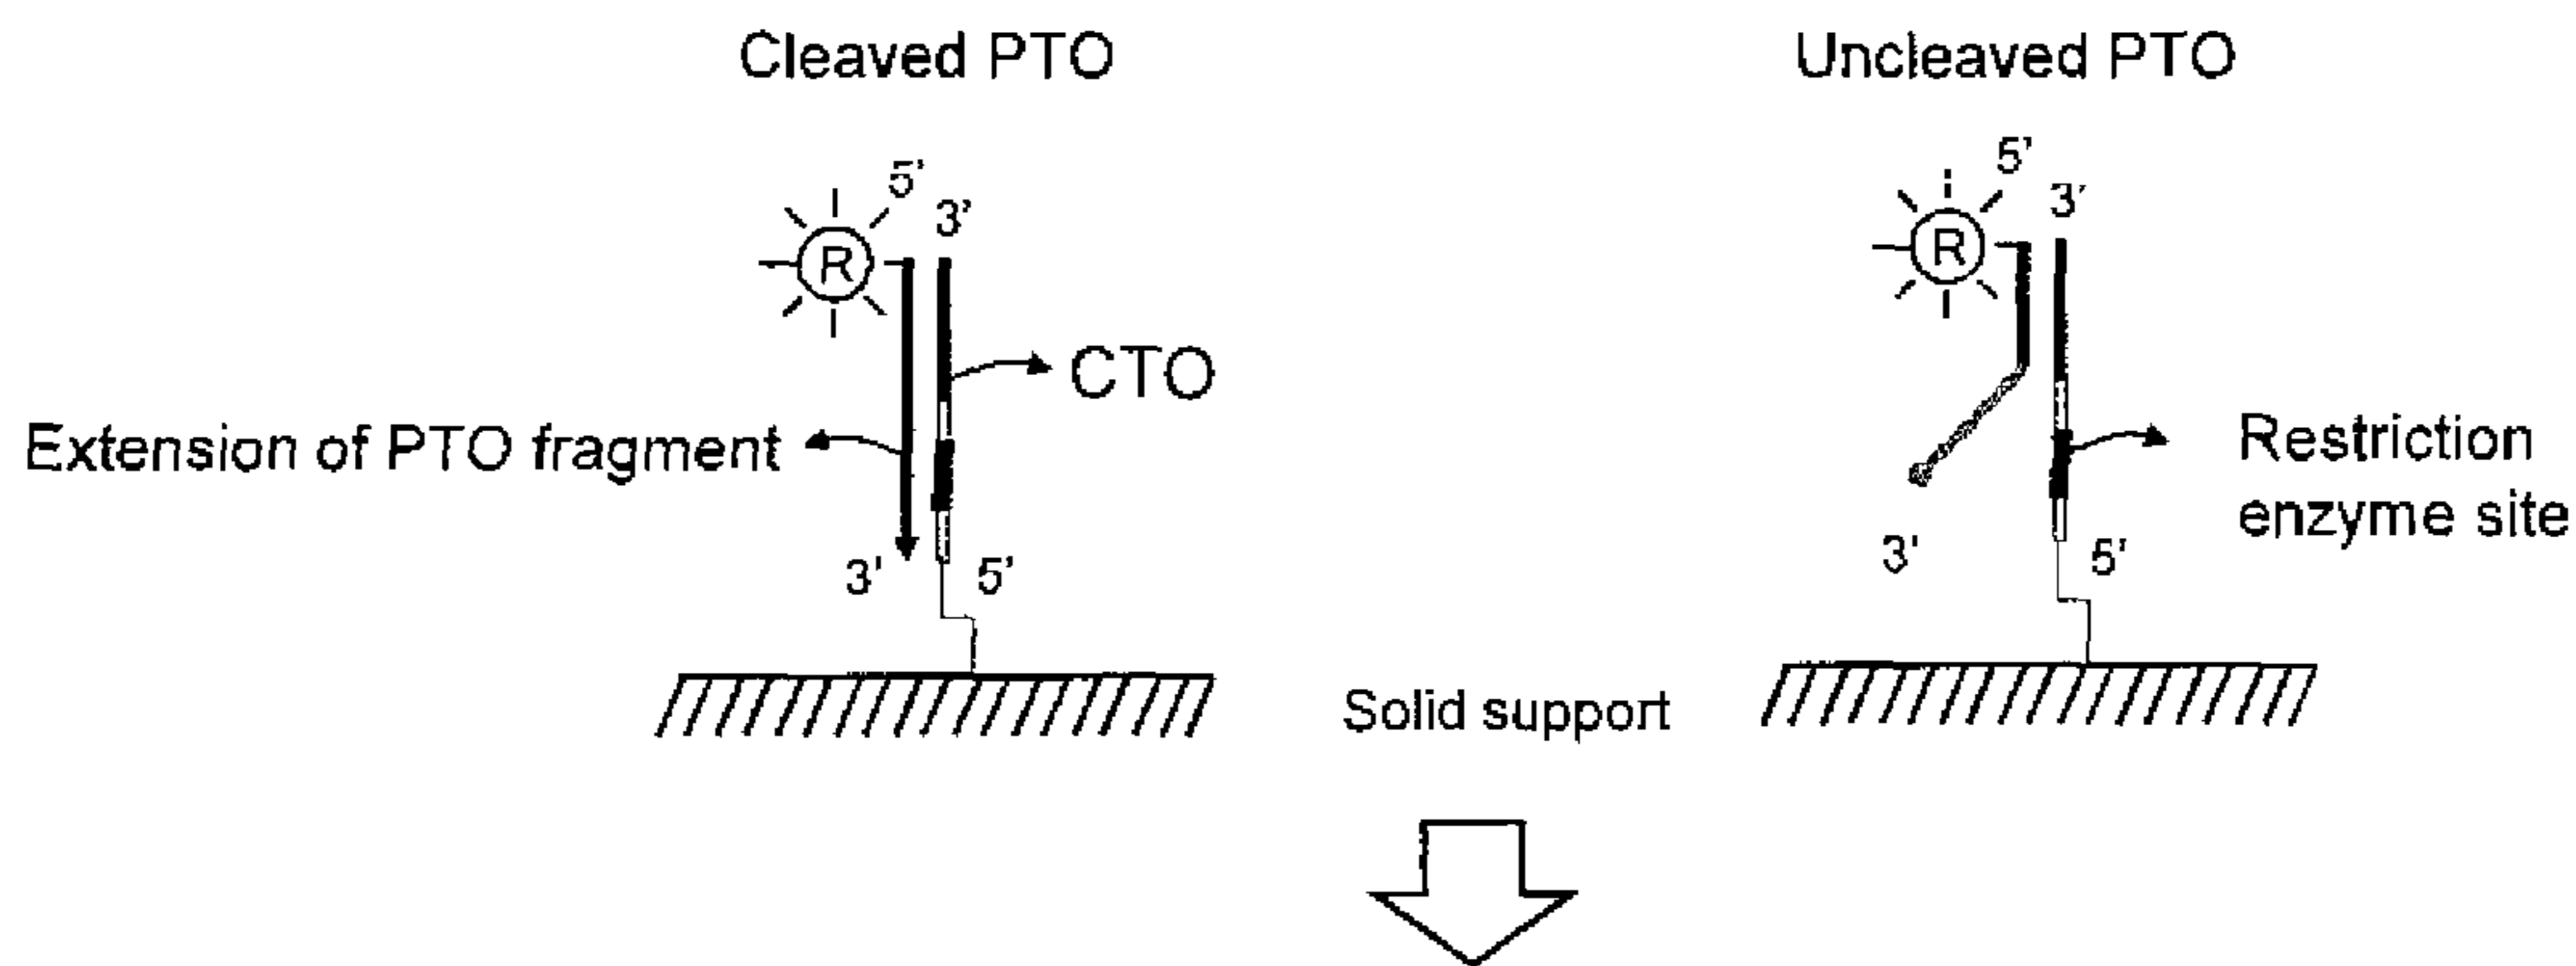 Cleaved PTO
Uncleaved PTO
5'
3'
R
CTO
Extension of PTO fragment
3'
5'
5'
3'
R
Restriction
enzyme site
3'
5'
Solid support